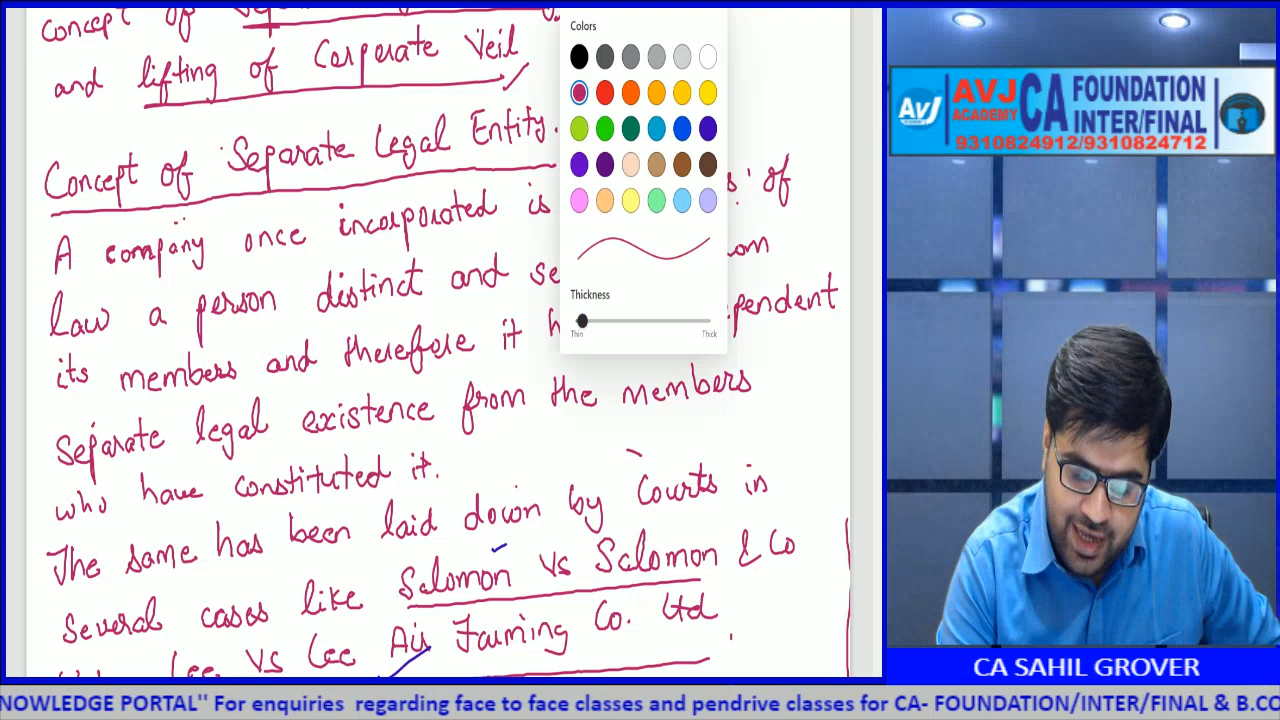 concept of
and lifting of Corporate Veil
Concept of Separate Legal Entity.
A company once incorporated is of
law a person distinct and se
its members and therefore it h pendent
Separate legal existence from the members
who have constituted it.
The same has been laid down by Courts in
several cases like Salomon vs Salomon & Co
Lee Vs Lee Air Farming Co. Ltd
Colors
Thickness
Thin Thick
AVJ
AVJ ACADEMY
CA FOUNDATION
INTER/FINAL
9310824912/9310824712
CA SAHIL GROVER
NOWLEDGE PORTAL" For enquiries regarding face to face classes and pendrive classes for CA- FOUNDATION/INTER/FINAL & B.CO